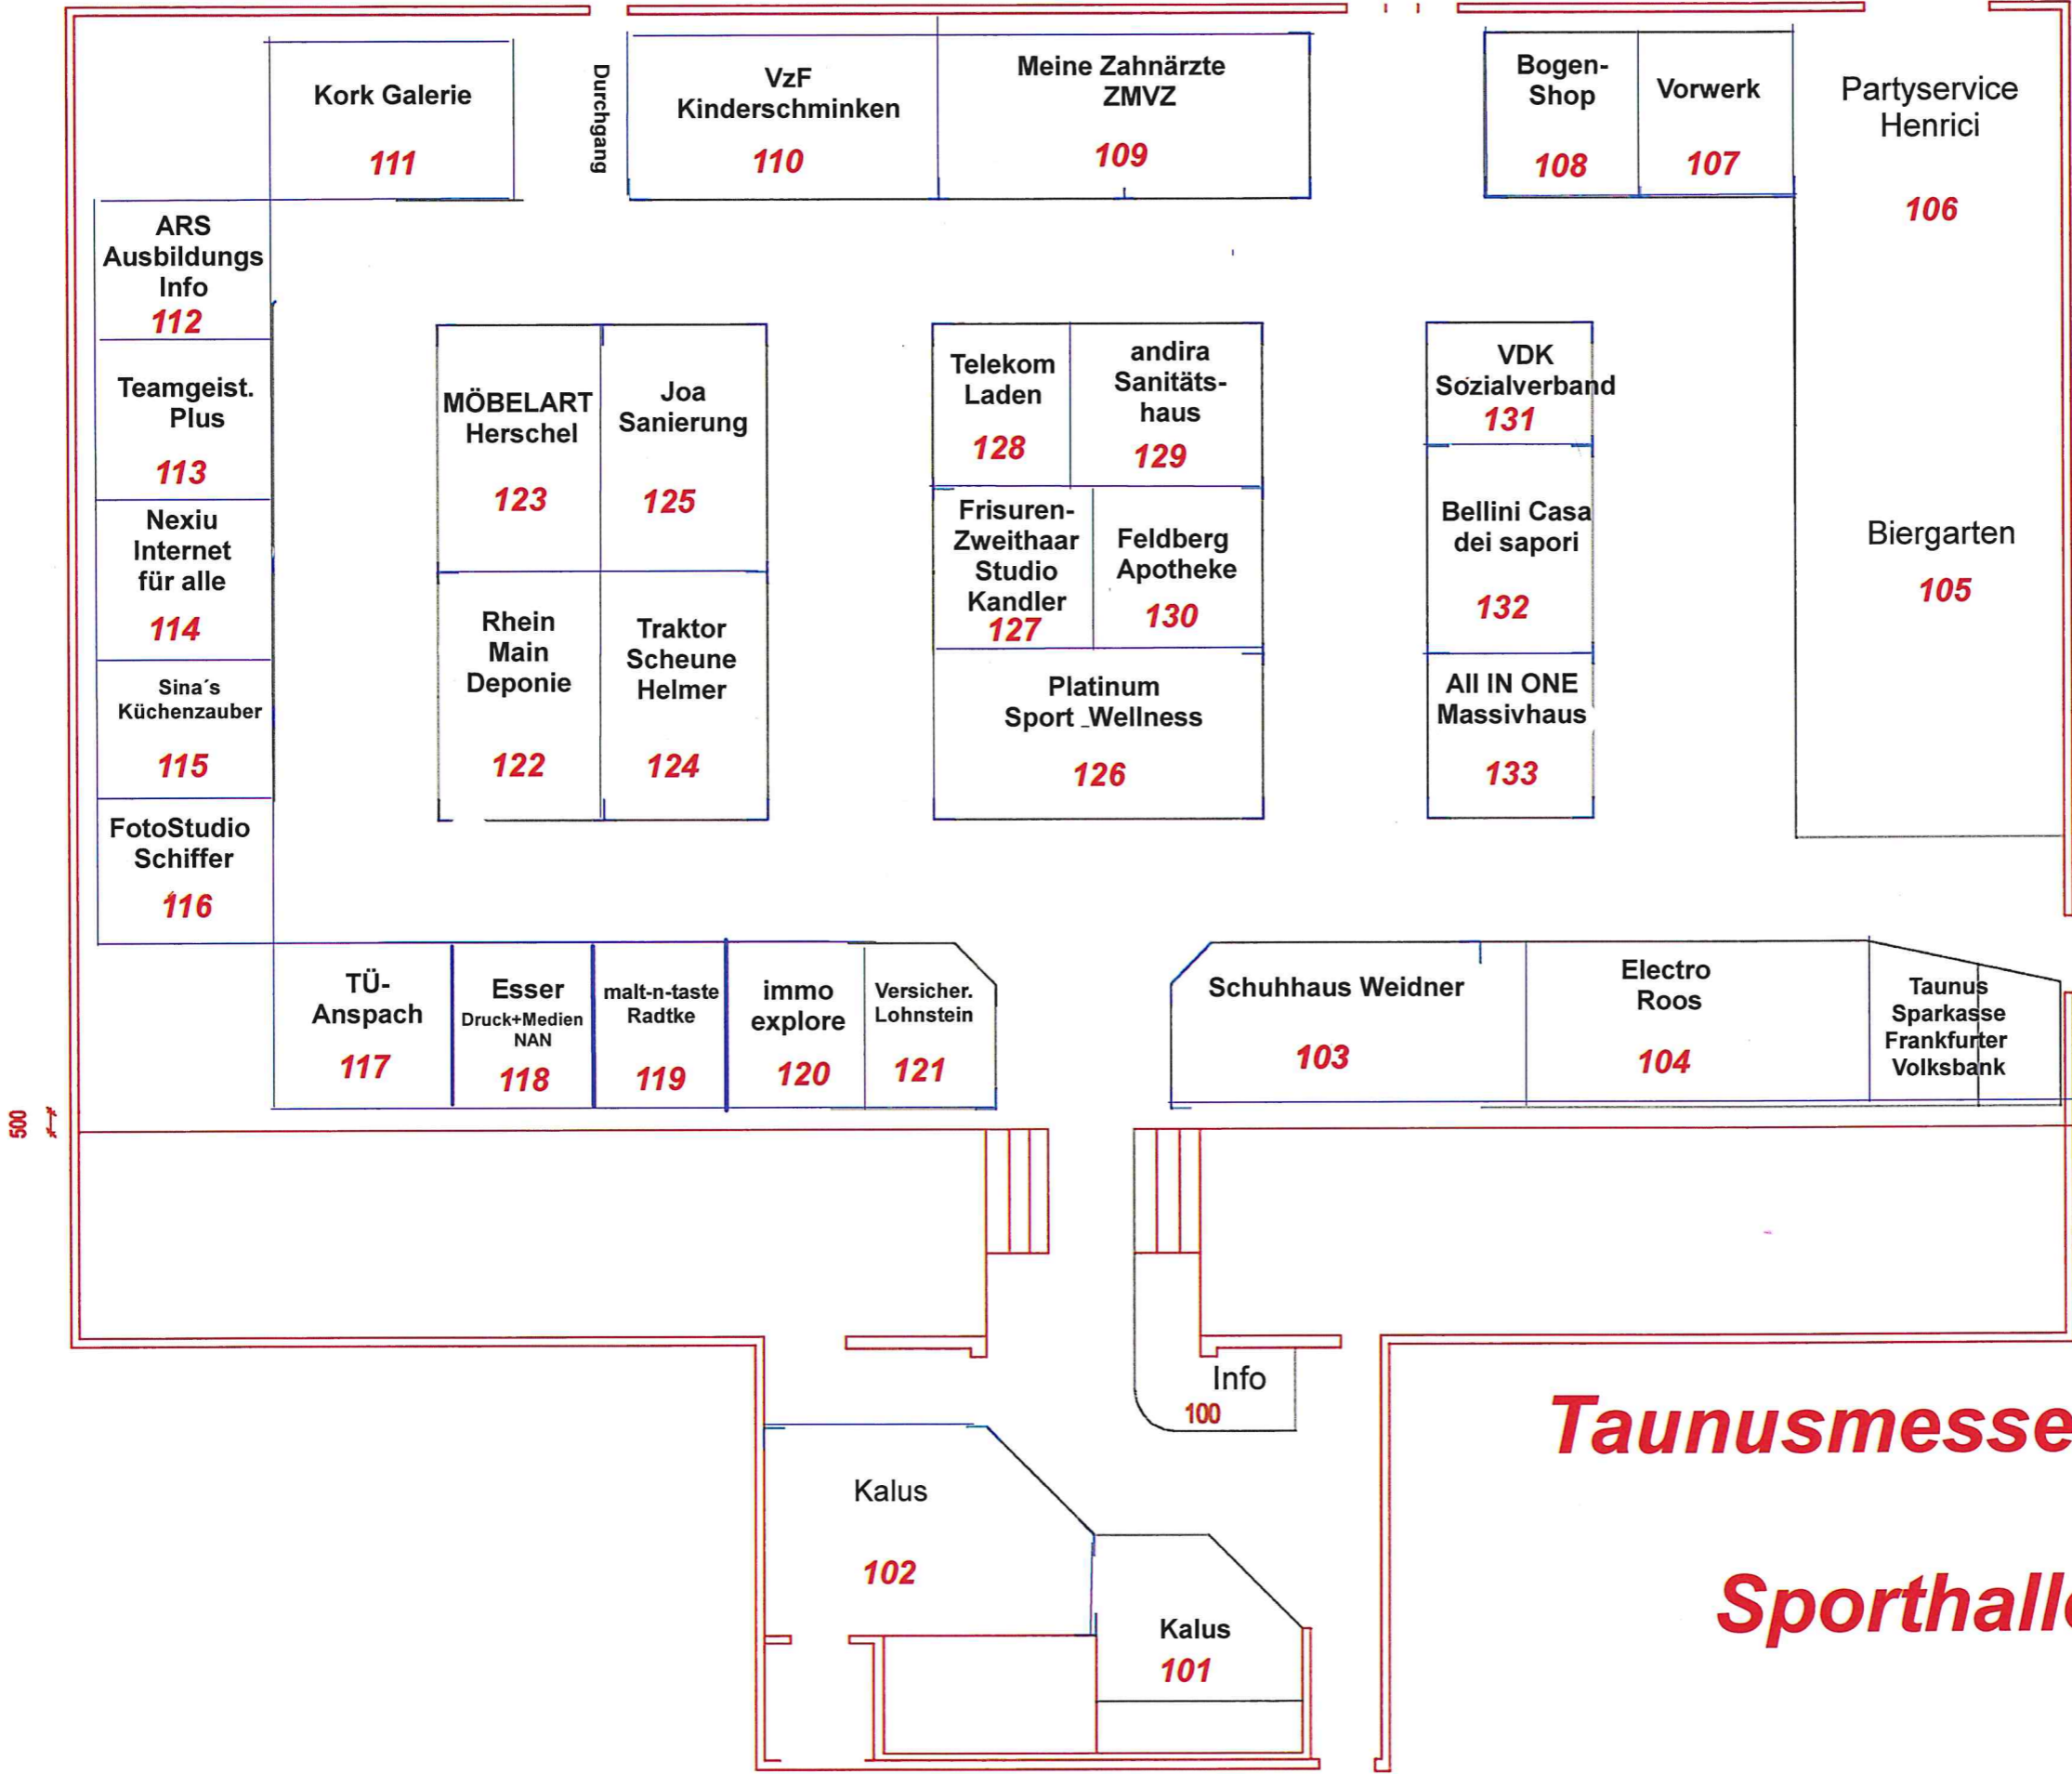 Kork Galerie
111
Durchgang
VzF
Kinderschminken
110
Meine Zahnärzte
ZMVZ
109
Bogen-
Shop
108
Vorwerk
107
Partyservice
Henrici
106
ARS
Ausbildungs
Info
112
Teamgeist.
Plus
113
Nexiu
Internet
für alle
114
Sina´s
Küchenzauber
115
FotoStudio
Schiffer
116
MÖBELART
Herschel
123
Joa
Sanierung
125
Rhein
Main
Deponie
122
Traktor
Scheune
Helmer
124
Telekom
Laden
128
andira
Sanitäts-
haus
129
Frisuren-
Zweithaar
Studio
Kandler
127
Feldberg
Apotheke
130
Platinum
Sport _Wellness
126
VDK
Sozialverband
131
Bellini Casa
dei sapori
132
All IN ONE
Massivhaus
133
Biergarten
105
TÜ-
Anspach
117
Esser
Druck+Medien
NAN
118
malt-n-taste
Radtke
119
immo
explore
120
Versicher.
Lohnstein
121
Schuhhaus Weidner
103
Electro
Roos
104
Taunus
Sparkasse
Frankfurter
Volksbank
500
Info
100
Kalus
102
Kalus
101
Taunusmesse
Sporthalle